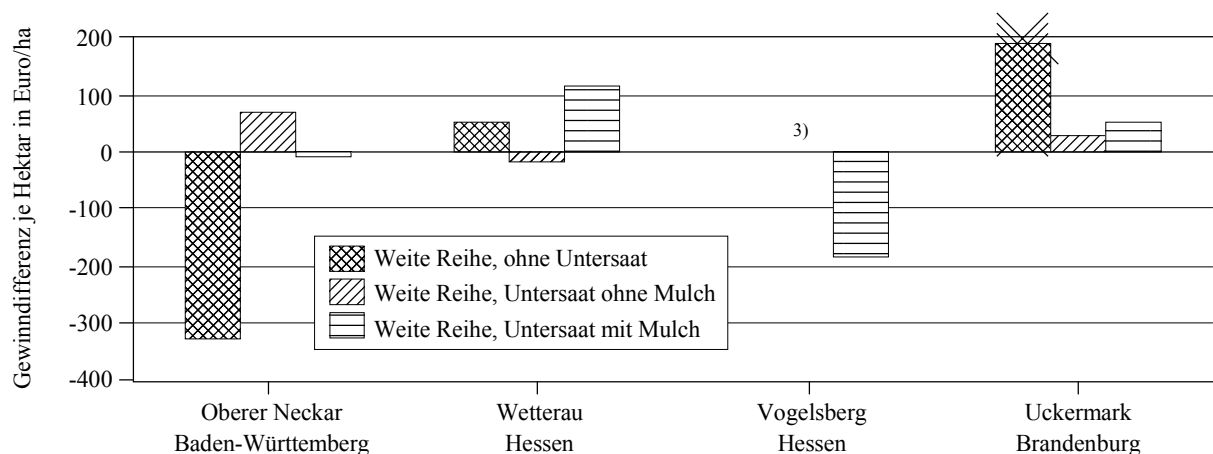 Gewinndifferenz je Hektar in Euro/ha
200
100
0
-100
-200
-300
-400
3)
Weite Reihe, ohne Untersaat
Weite Reihe, Untersaat ohne Mulch
Weite Reihe, Untersaat mit Mulch
Oberer Neckar
Baden-Württemberg
Wetterau
Hessen
Vogelsberg
Hessen
Uckermark
Brandenburg